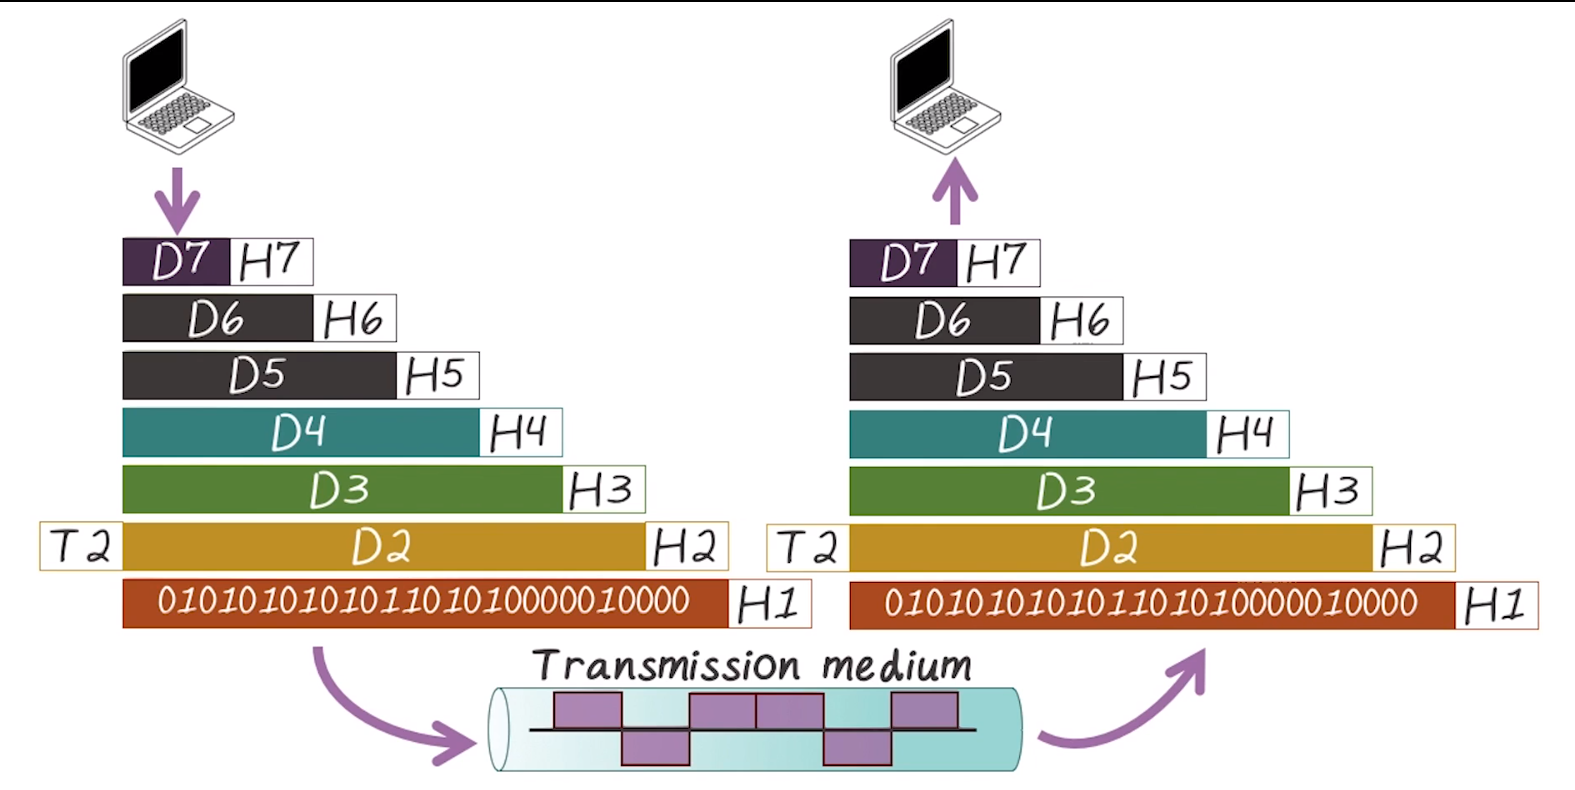 D7 H7
D6 H6
D5 H5
D4 H4
D3 H3
T2 D2 H2
01010101010110101000010000 H1
D7 H7
D6 H6
D5 H5
D4 H4
D3 H3
T2 D2 H2
01010101010110101000010000 H1
Transmission medium